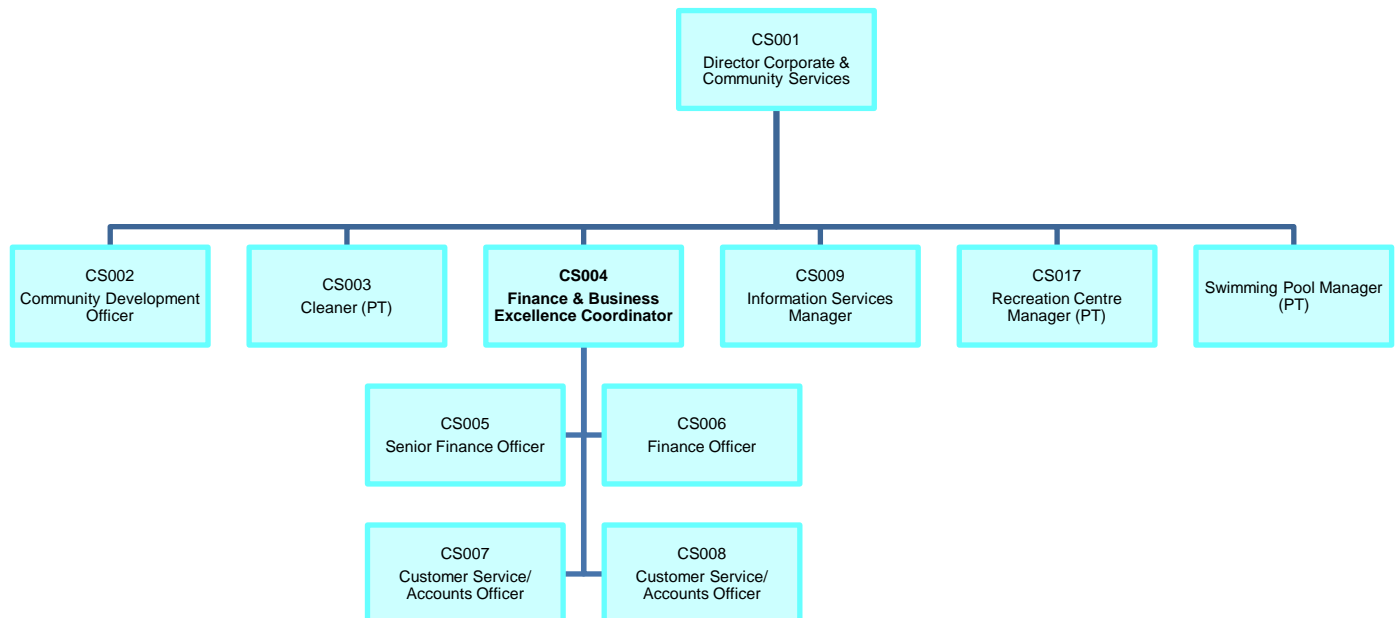 CS001
Director Corporate &
Community Services
CS002
Community Development
Officer
CS003
Cleaner (PT)
CS004
Finance & Business
Excellence Coordinator
CS009
Information Services
Manager
CS017
Recreation Centre
Manager (PT)
Swimming Pool Manager
(PT)
CS005
Senior Finance Officer
CS006
Finance Officer
CS007
Customer Service/
Accounts Officer
CS008
Customer Service/
Accounts Officer